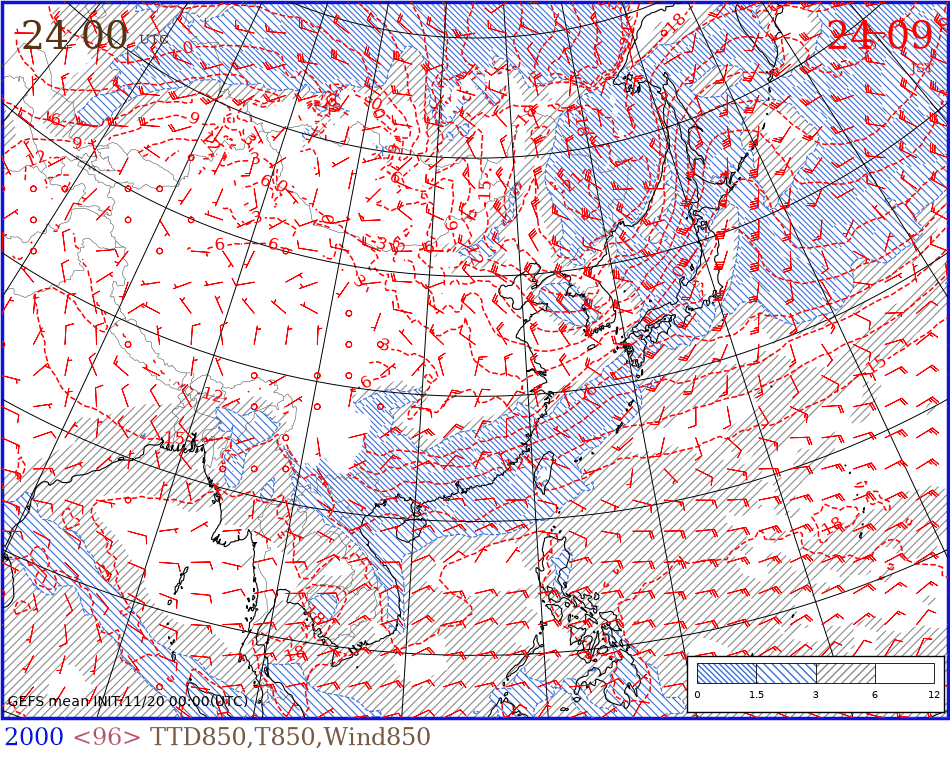 24 00 UTC
24 09
JST
GEFS mean INIT:11/20 00:00(UTC)
0 1.5 3 6 12
2000 <96> TTD850,T850,Wind850